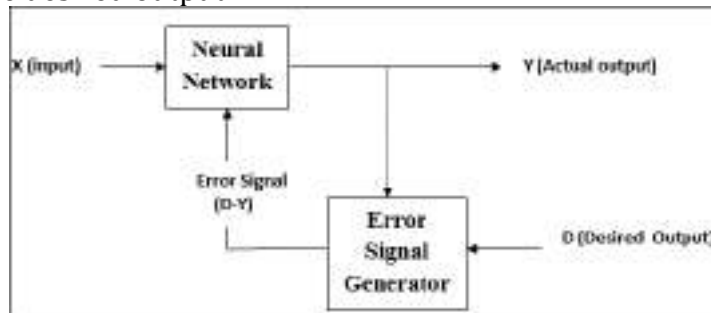 Neural
Network
X (input)
Y (Actual output)
Error Signal
(D-Y)
Error
Signal
Generator
D (Desired Output)